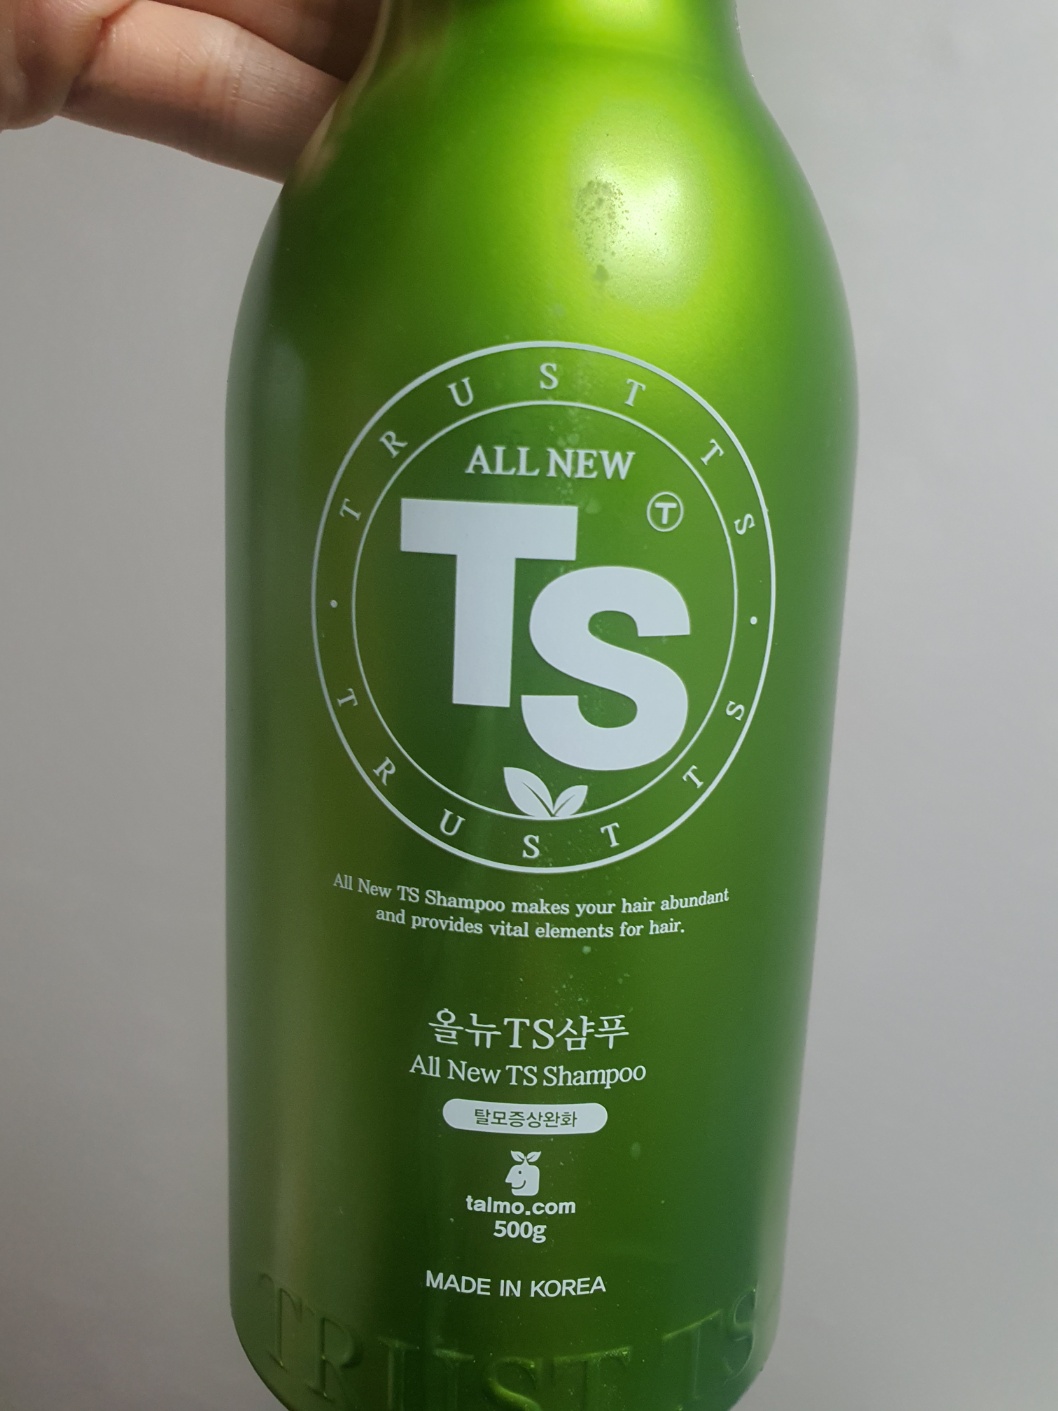 TRUST TS
ALL NEW
T
TS
TRUST TS
All New TS Shampoo makes your hair abundant
and provides vital elements for hair.
올뉴TS샴푸
All New TS Shampoo
탈모증상완화
talmo.com
500g
MADE IN KOREA
TRUST TS